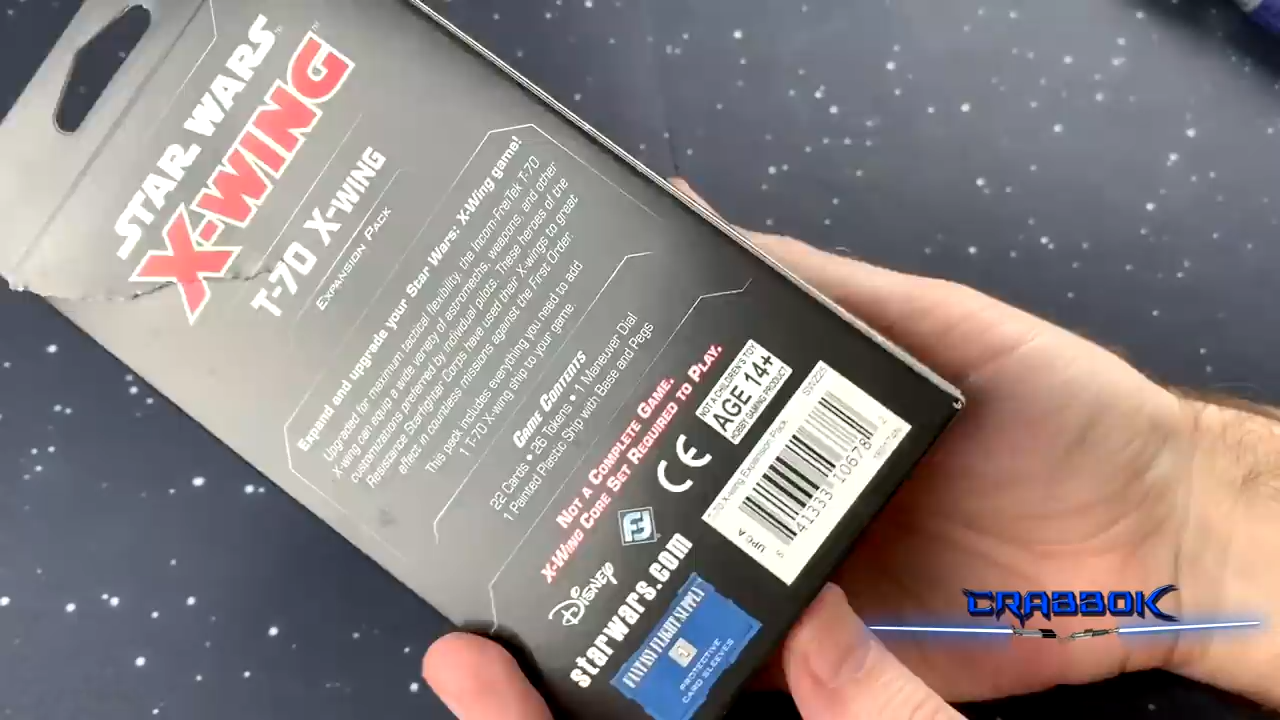 STAR WARS
X-WING
T-70 X-WING
EXPANSION PACK
Expand and upgrade your Star Wars: X-Wing game!
Upgraded for maximum tactical flexibility, the Incom-FreiTek T-70
X-wing can equip a wide variety of astromechs, weapons, and other
customizations preferred by individual pilots. These heroes of the
Resistance Starfighter Corps have used their X-wings to great
effect in countless missions against the First Order.
This pack includes everything you need to add
1 T-70 X-wing ship to your game.
GAME CONTENTS
22 Cards • 26 Tokens • 1 Maneuver Dial
1 Painted Plastic Ship with Base and Pegs
NOT A COMPLETE GAME.
X-WING CORE SET REQUIRED TO PLAY.
NOT A CHILDREN'S TOY
AGE 14+
HOBBY GAMING PRODUCT
CE
SWZ25
T-70 X-wing Expansion Pack
UPC A
8 41333 10678 2
DISNEY
starwars.com
FANTASY FLIGHT SUPPLY
PROTECTIVE
CARD SLEEVES
CRABBOK